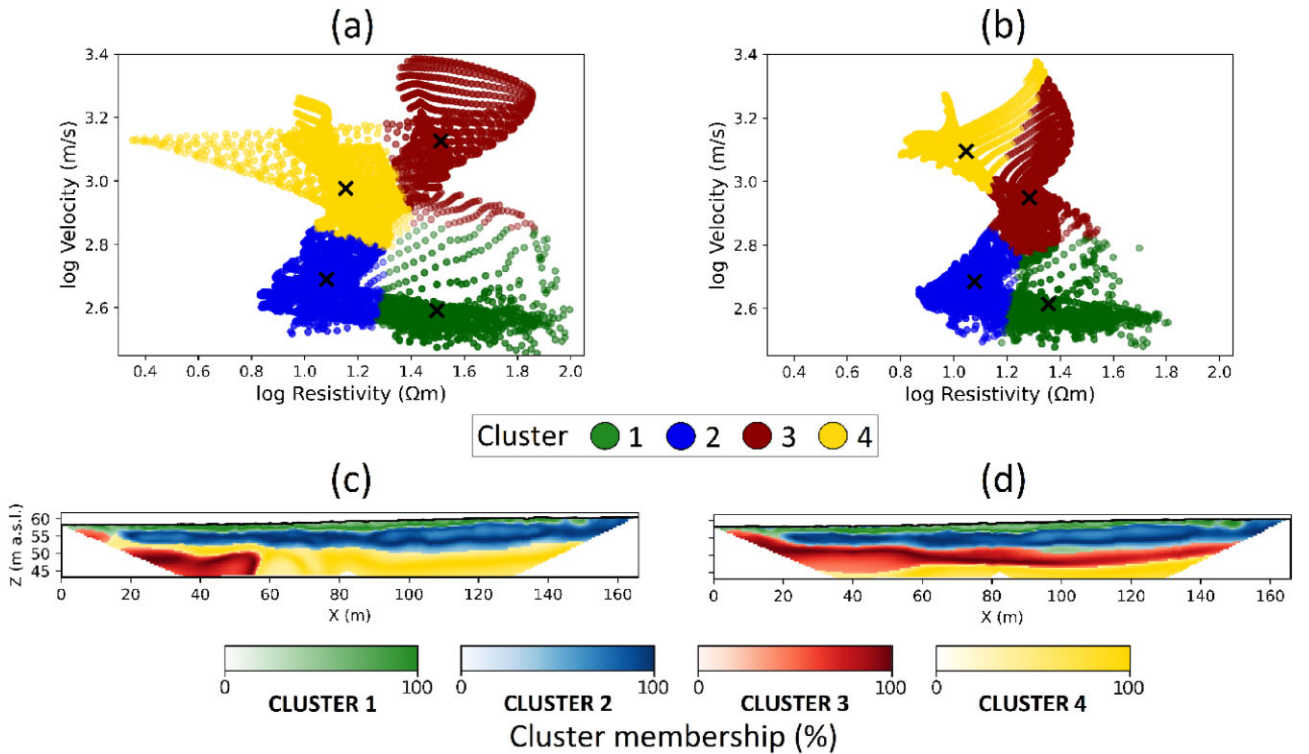 (a)
(b)
3.4
3.2
3.0
2.8
2.6
log Velocity (m/s)
0.4 0.6 0.8 1.0 1.2 1.4 1.6 1.8 2.0
log Resistivity (Ωm)
3.4
3.2
3.0
2.8
2.6
log Velocity (m/s)
0.4 0.6 0.8 1.0 1.2 1.4 1.6 1.8 2.0
log Resistivity (Ωm)
Cluster 1 2 3 4
(c)
(d)
Z (m a.s.l.)
60
55
50
45
0 20 40 60 80 100 120 140 160
X (m)
0 20 40 60 80 100 120 140 160
X (m)
0 100
CLUSTER 1
0 100
CLUSTER 2
0 100
CLUSTER 3
0 100
CLUSTER 4
Cluster membership (%)